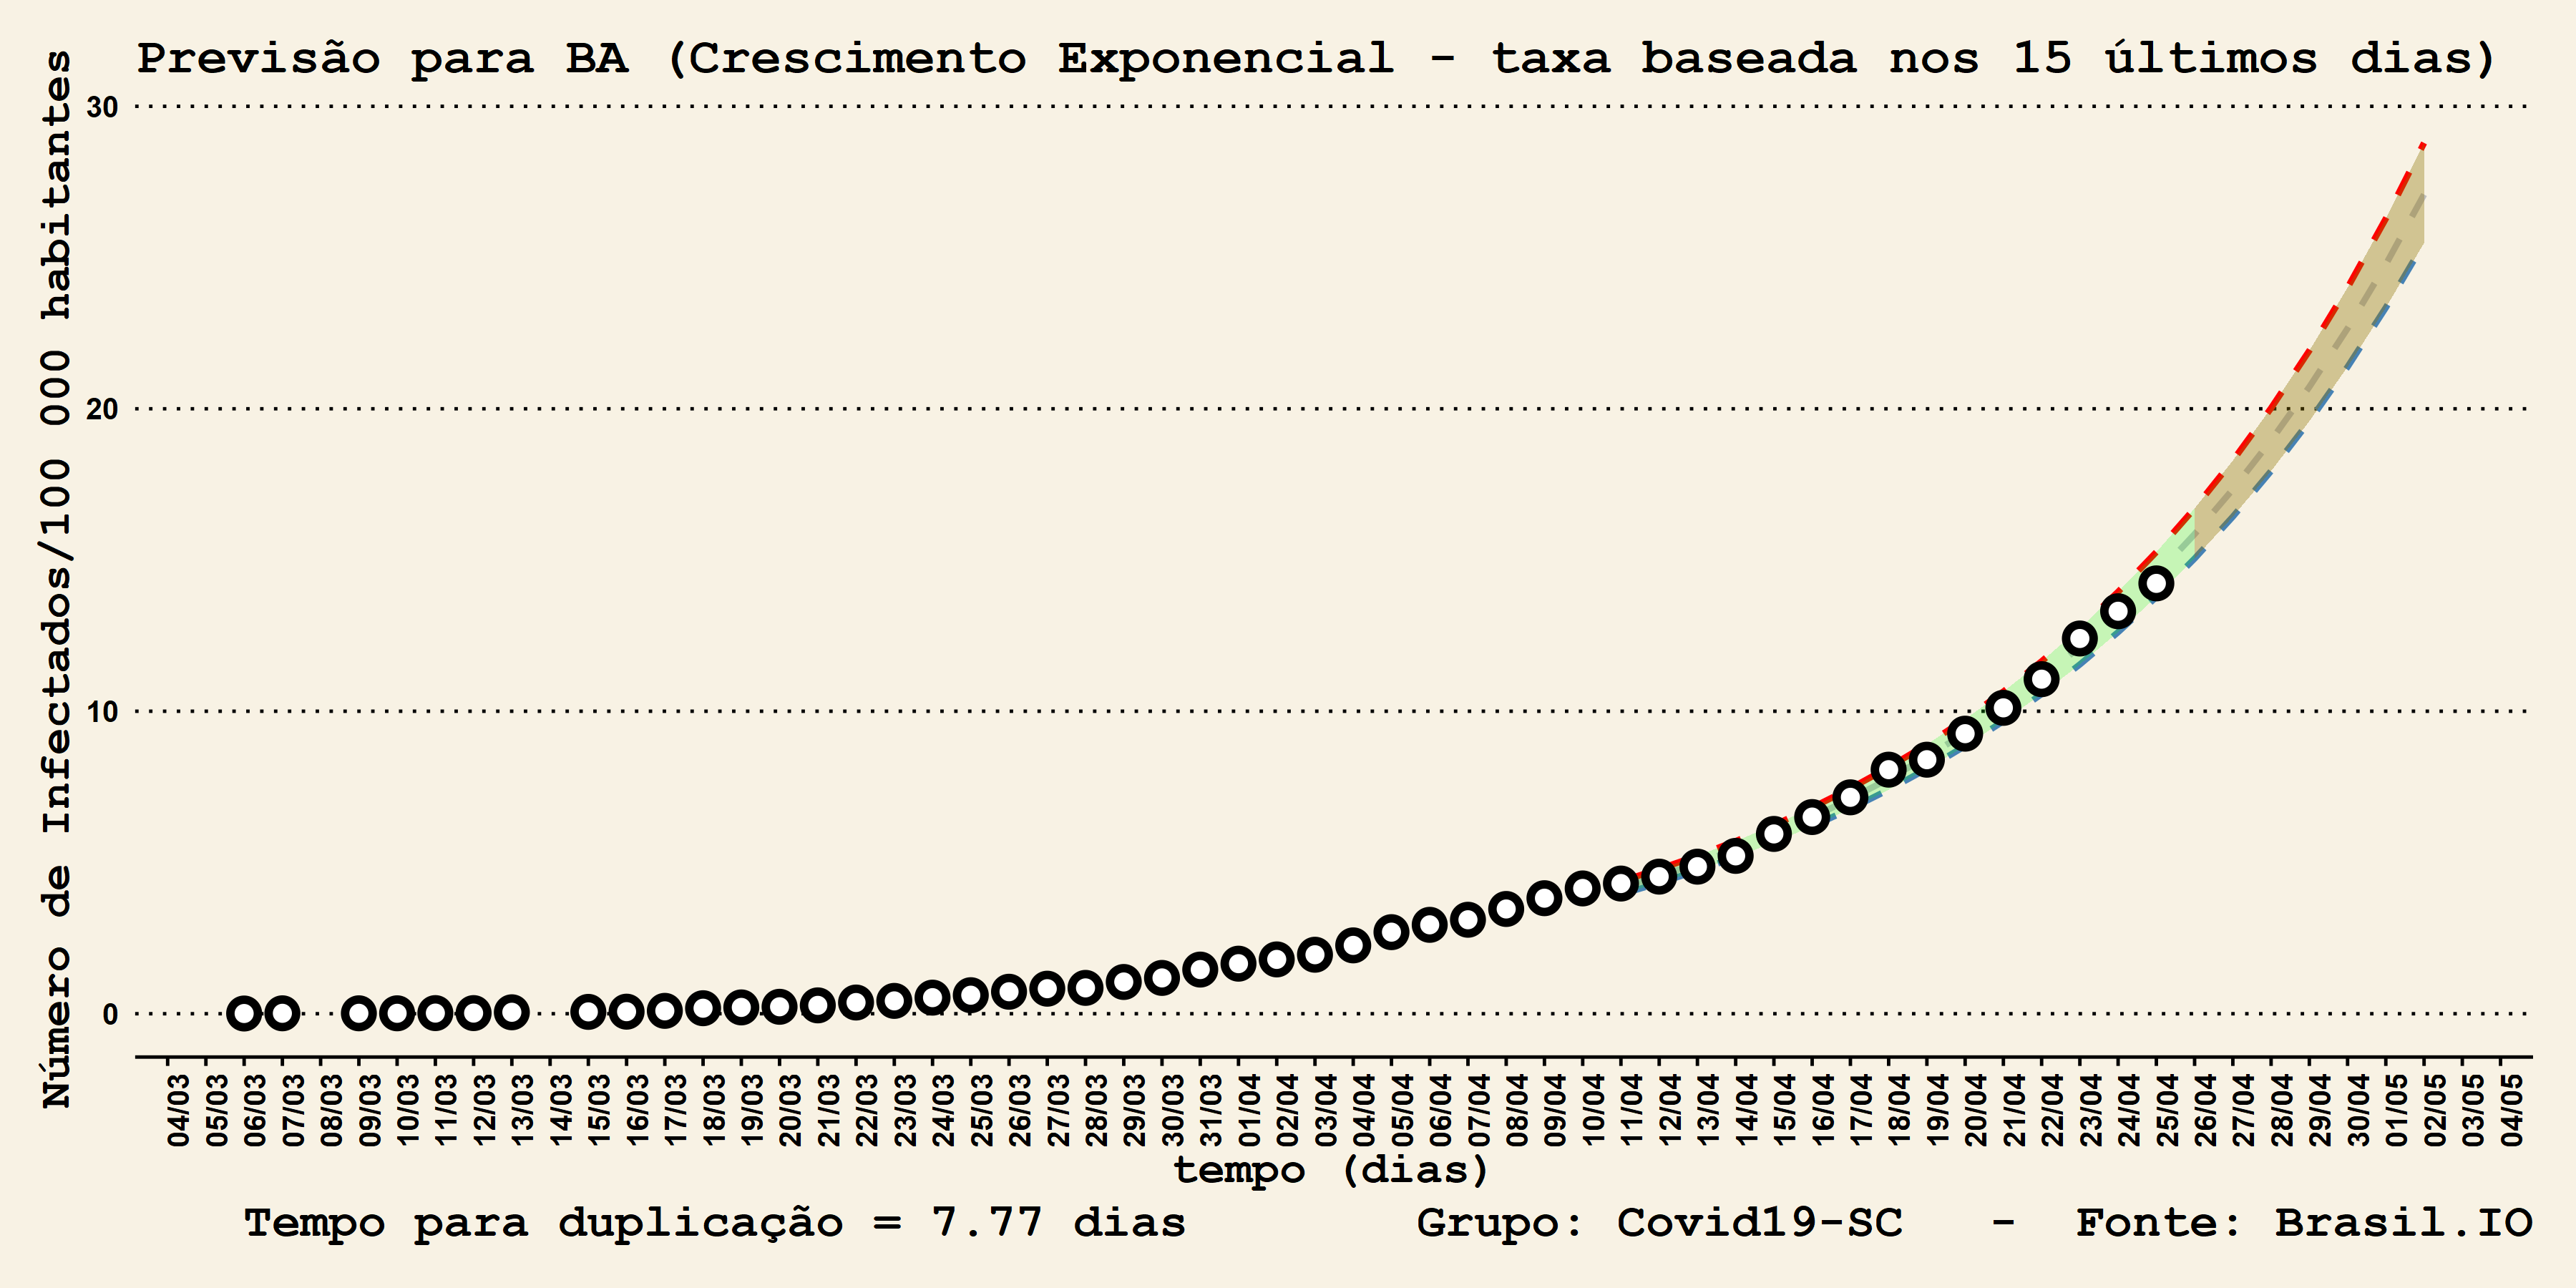 Previsão para BA (Crescimento Exponencial - taxa baseada nos 15 últimos dias)
Número de Infectados/100 000 habitantes
30
20
10
0
04/03 05/03 06/03 07/03 08/03 09/03 10/03 11/03 12/03 13/03 14/03 15/03 16/03 17/03 18/03 19/03 20/03 21/03 22/03 23/03 24/03 25/03 26/03 27/03 28/03 29/03 30/03 31/03 01/04 02/04 03/04 04/04 05/04 06/04 07/04 08/04 09/04 10/04 11/04 12/04 13/04 14/04 15/04 16/04 17/04 18/04 19/04 20/04 21/04 22/04 23/04 24/04 25/04 26/04 27/04 28/04 29/04 30/04 01/05 02/05 03/05 04/05
tempo (dias)
Tempo para duplicação = 7.77 dias Grupo: Covid19-SC - Fonte: Brasil.IO